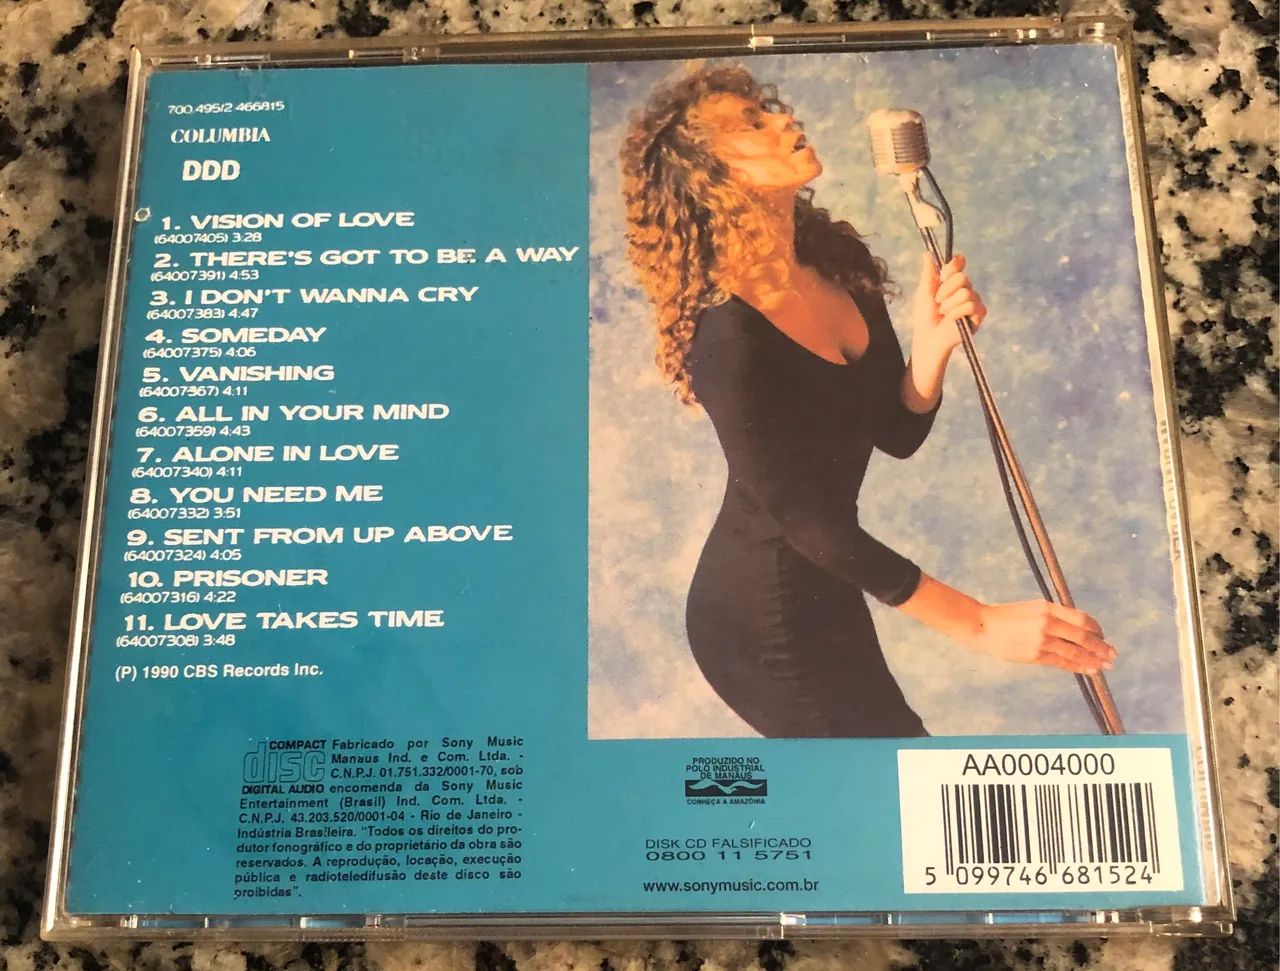 700.495/2 466815
COLUMBIA
DDD
1. VISION OF LOVE
(64007405) 3:28
2. THERE'S GOT TO BE A WAY
(64007391) 4:53
3. I DON'T WANNA CRY
(64007383) 4:47
4. SOMEDAY
(64007375) 4:06
5. VANISHING
(64007367) 4:11
6. ALL IN YOUR MIND
(64007359) 4:43
7. ALONE IN LOVE
(64007340) 4:11
8. YOU NEED ME
(64007332) 3:51
9. SENT FROM UP ABOVE
(64007324) 4:05
10. PRISONER
(64007316) 4:22
11. LOVE TAKES TIME
(64007308) 3:48
(P) 1990 CBS Records Inc.
COMPACT
disc
DIGITAL AUDIO
Fabricado por Sony Music
Manaus Ind. e Com. Ltda. -
C.N.P.J. 01.751.332/0001-70, sob
encomenda da Sony Music
Entertainment (Brasil) Ind. Com. Ltda. -
C.N.P.J. 43.203.520/0001-04 - Rio de Janeiro -
Indústria Brasileira. "Todos os direitos do pro-
dutor fonográfico e do proprietário da obra são
reservados. A reprodução, locação, execução
pública e radioteledifusão deste disco são
proibidas".
PRODUZIDO NO
POLO INDUSTRIAL
DE MANAUS
CONHEÇA A AMAZÔNIA
DISK CD FALSIFICADO
0800 11 5751
www.sonymusic.com.br
AA0004000
5 099746 681524